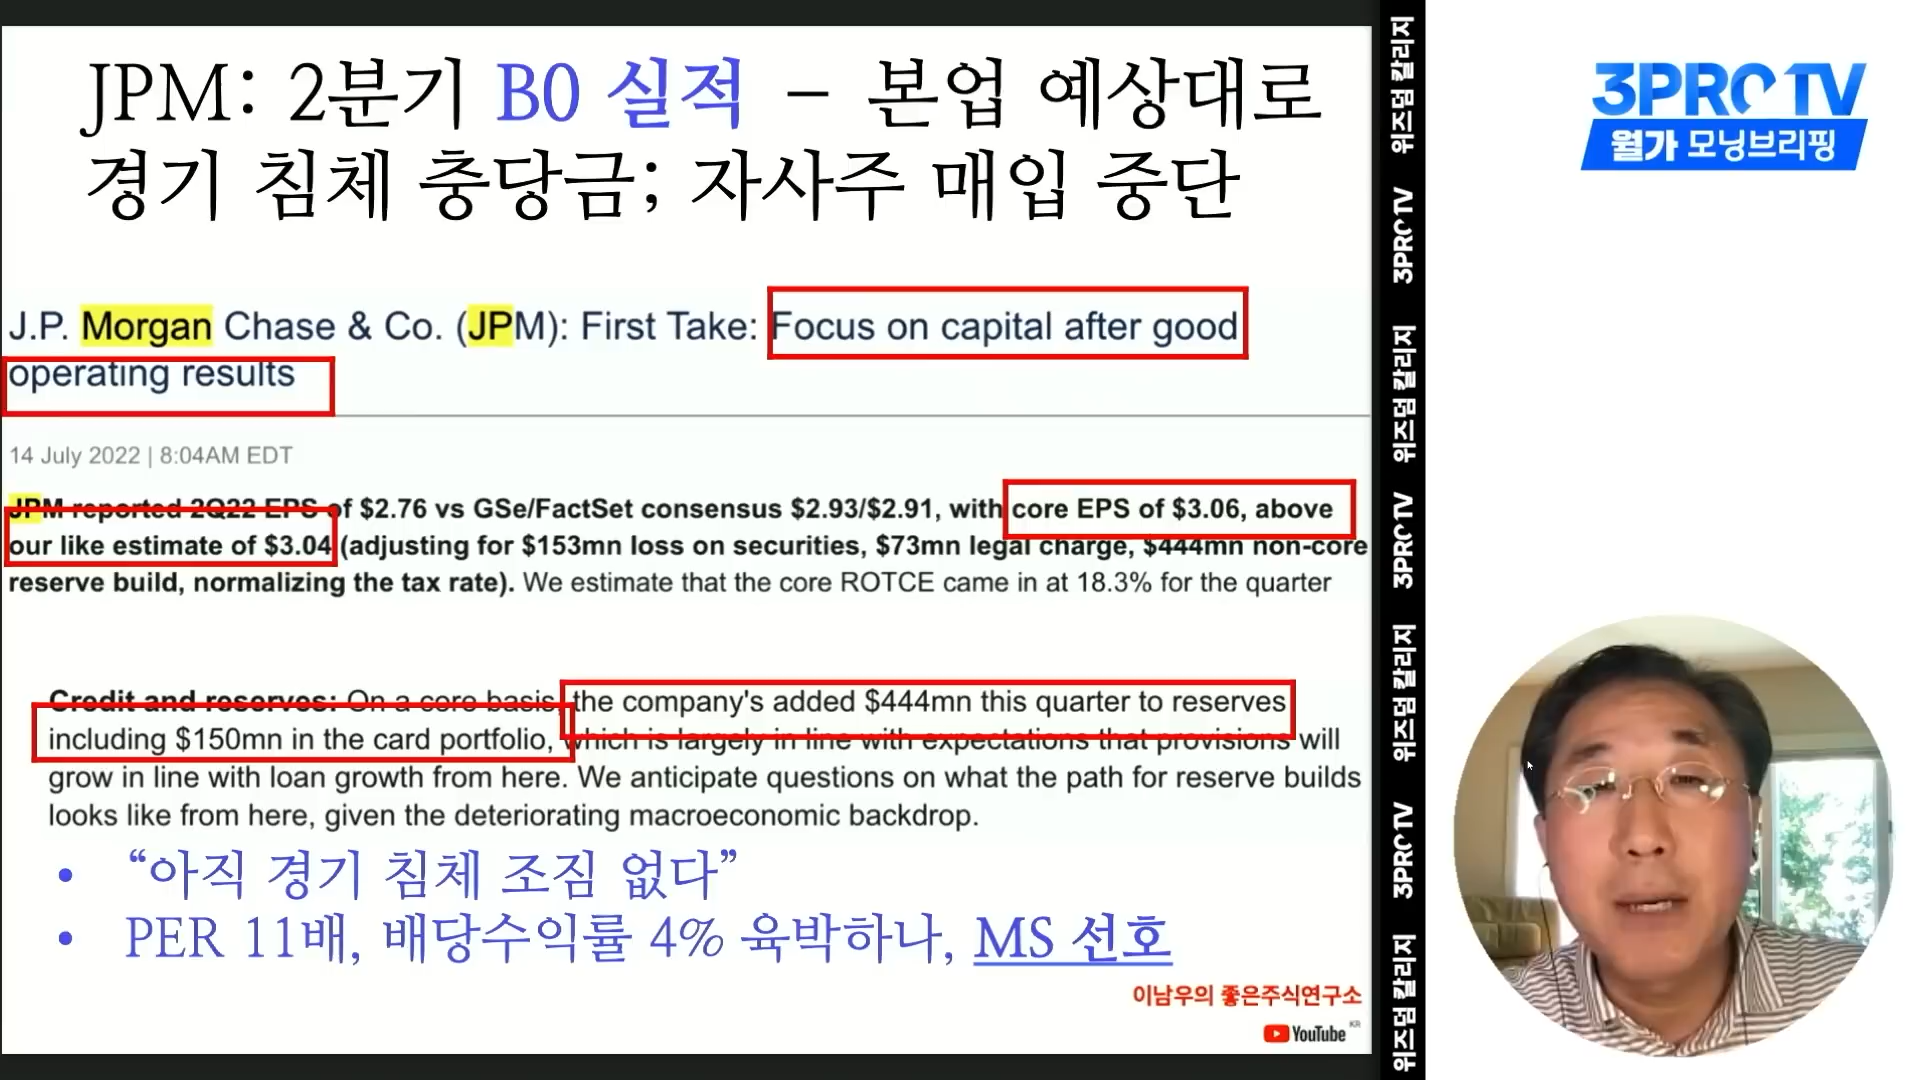 JPM: 2분기 B0 실적 – 본업 예상대로
경기 침체 충당금; 자사주 매입 중단
J.P. Morgan Chase & Co. (JPM): First Take: Focus on capital after good
operating results
14 July 2022 | 8:04AM EDT
JPM reported 2Q22 EPS of $2.76 vs GSe/FactSet consensus $2.93/$2.91, with core EPS of $3.06, above
our like estimate of $3.04 (adjusting for $153mn loss on securities, $73mn legal charge, $444mn non-core
reserve build, normalizing the tax rate). We estimate that the core ROTCE came in at 18.3% for the quarter
Credit and reserves: On a core basis, the company's added $444mn this quarter to reserves
including $150mn in the card portfolio, which is largely in line with expectations that provisions will
grow in line with loan growth from here. We anticipate questions on what the path for reserve builds
looks like from here, given the deteriorating macroeconomic backdrop.
• “아직 경기 침체 조짐 없다”
• PER 11배, 배당수익률 4% 육박하나, MS 선호
이남우의 좋은주식연구소
YouTube KR
위즈덤 칼리지
3PROTV
위즈덤 칼리지
3PROTV
위즈덤 칼리지
3PROTV
위즈덤 칼리지
3PROTV
월가 모닝브리핑